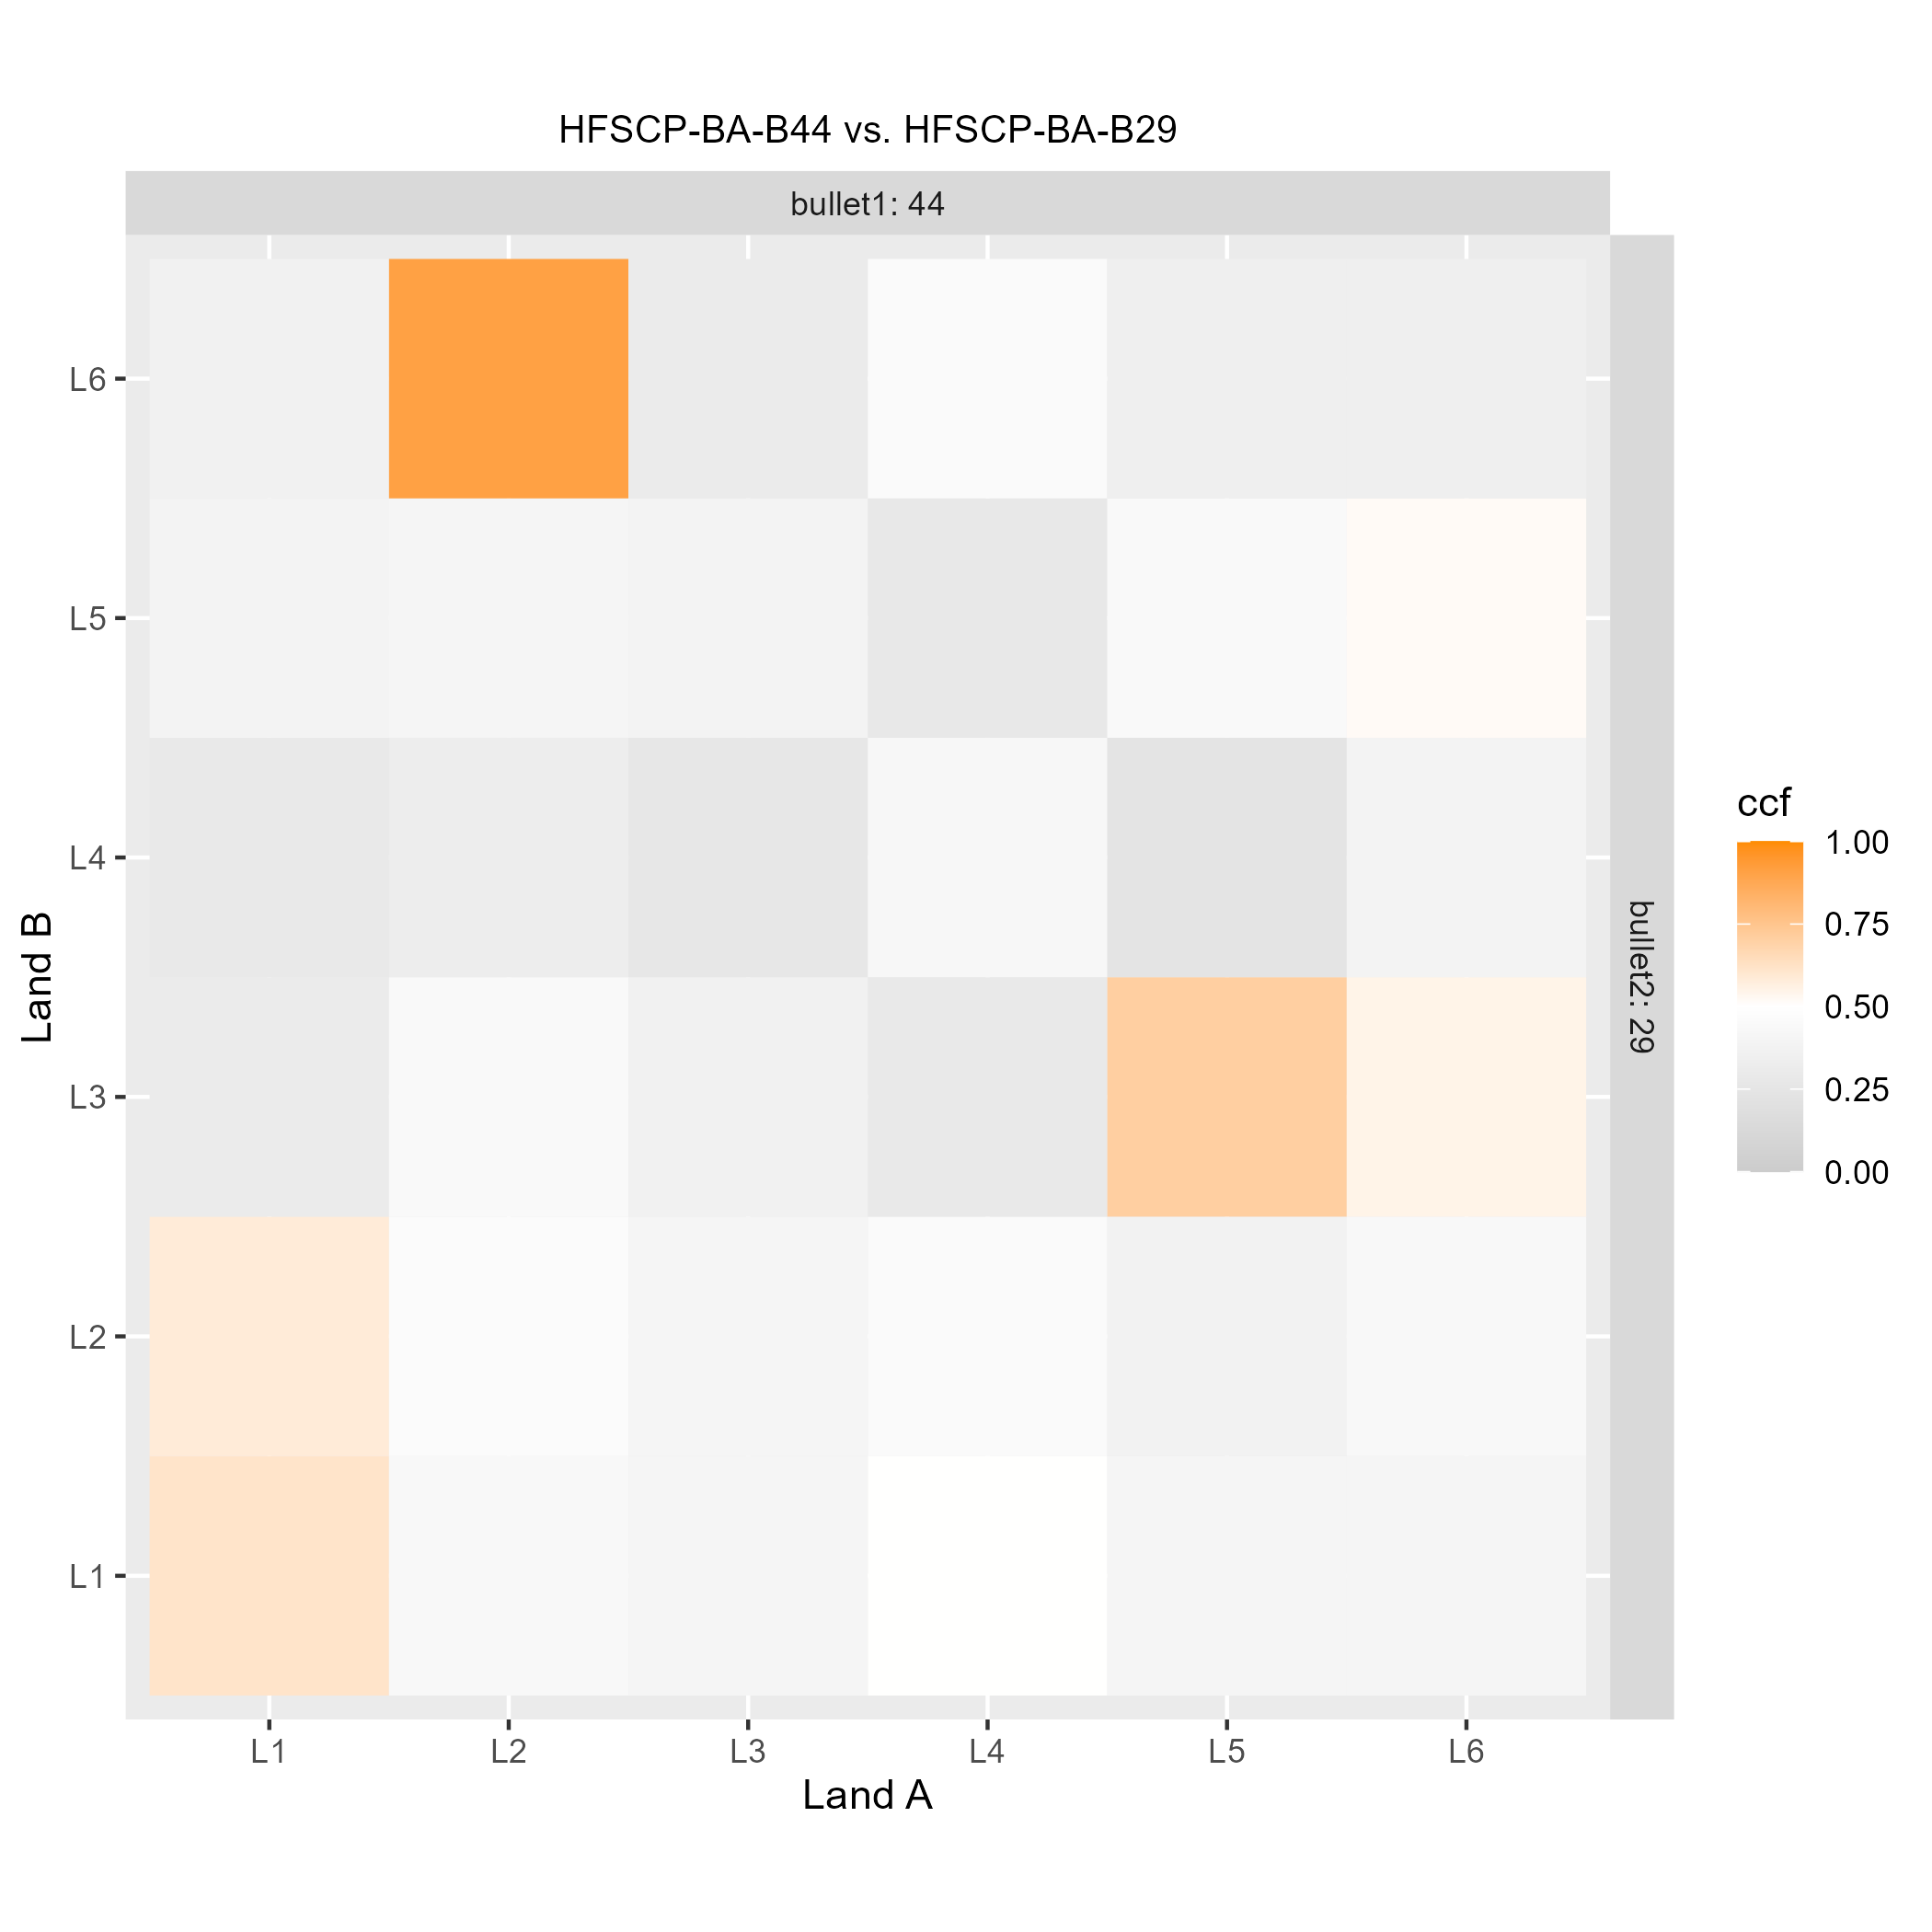 HFSCP-BA-B44 vs. HFSCP-BA-B29
bullet1: 44
L6
L5
L4
L3
L2
L1
Land B
bullet2: 29
L1 L2 L3 L4 L5 L6
Land A
ccf
1.00
0.75
0.50
0.25
0.00